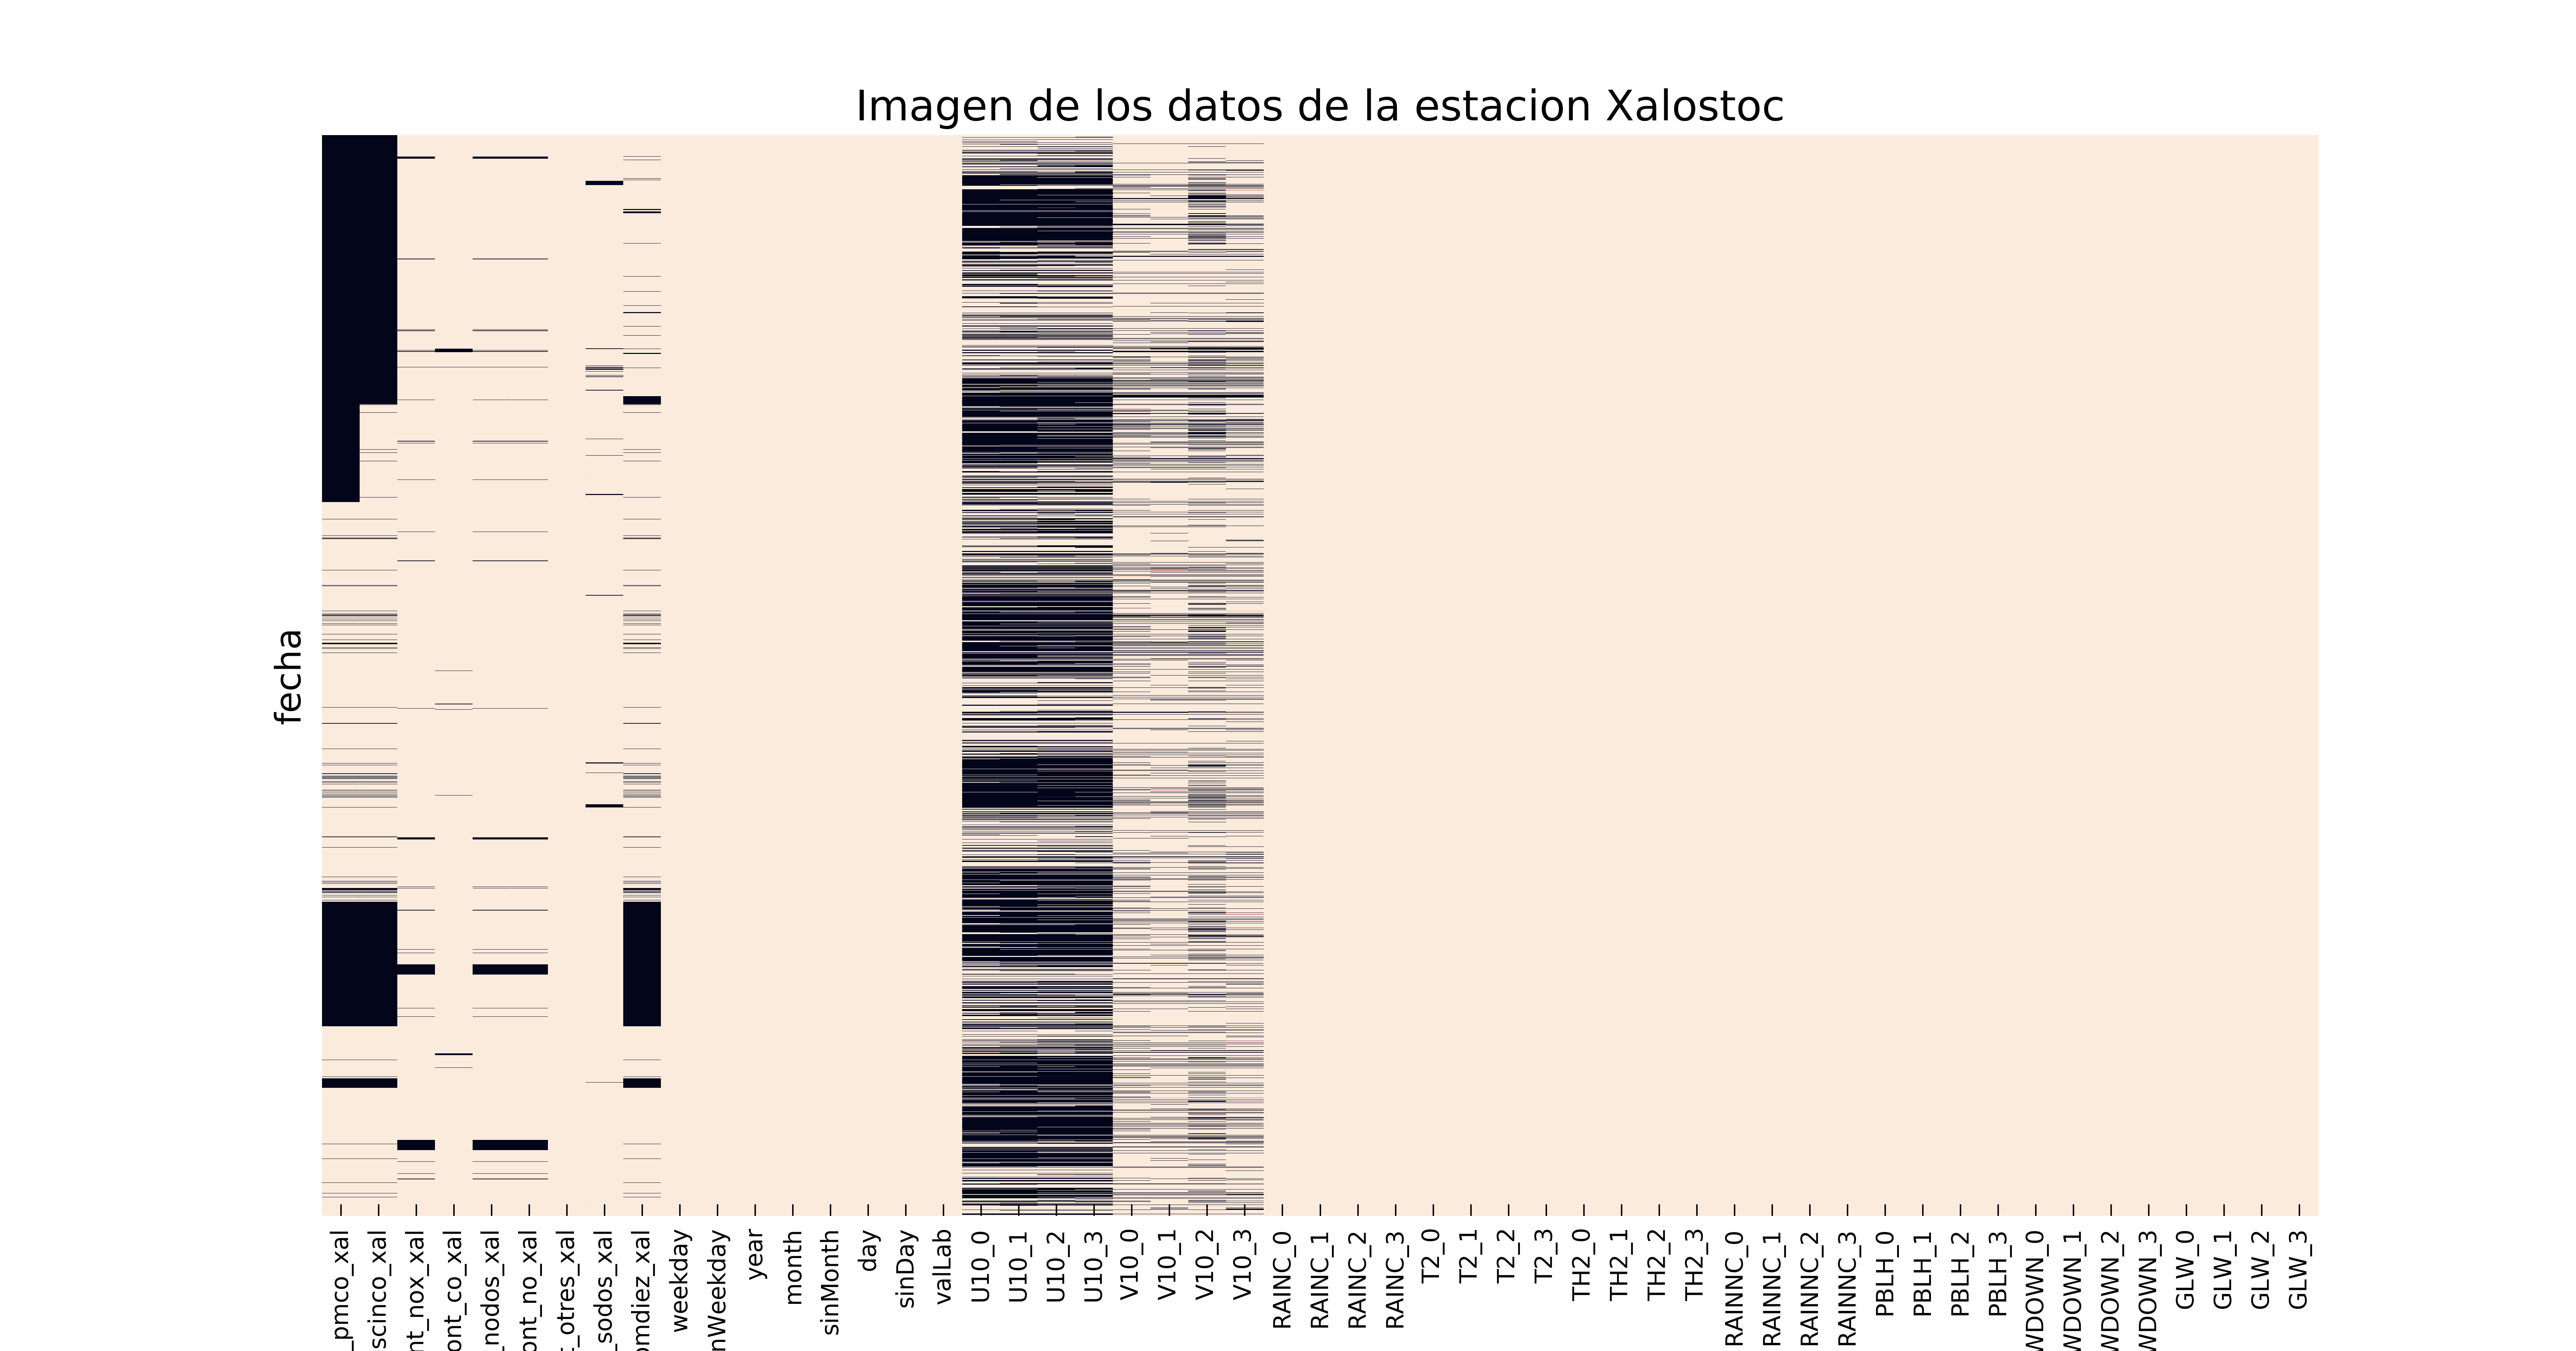 Imagen de los datos de la estacion Xalostoc
fecha
_pmco_xal
scinco_xal
nt_nox_xal
ont_co_xal
_nodos_xal
ont_no_xal
_otres_xal
_sodos_xal
omdiez_xal
weekday
nWeekday
year
month
sinMonth
day
sinDay
valLab
U10_0
U10_1
U10_2
U10_3
V10_0
V10_1
V10_2
V10_3
RAINC_0
RAINC_1
RAINC_2
RAINC_3
T2_0
T2_1
T2_2
T2_3
TH2_0
TH2_1
TH2_2
TH2_3
RAINNC_0
RAINNC_1
RAINNC_2
RAINNC_3
PBLH_0
PBLH_1
PBLH_2
PBLH_3
WDOWN_0
WDOWN_1
WDOWN_2
WDOWN_3
GLW_0
GLW_1
GLW_2
GLW_3